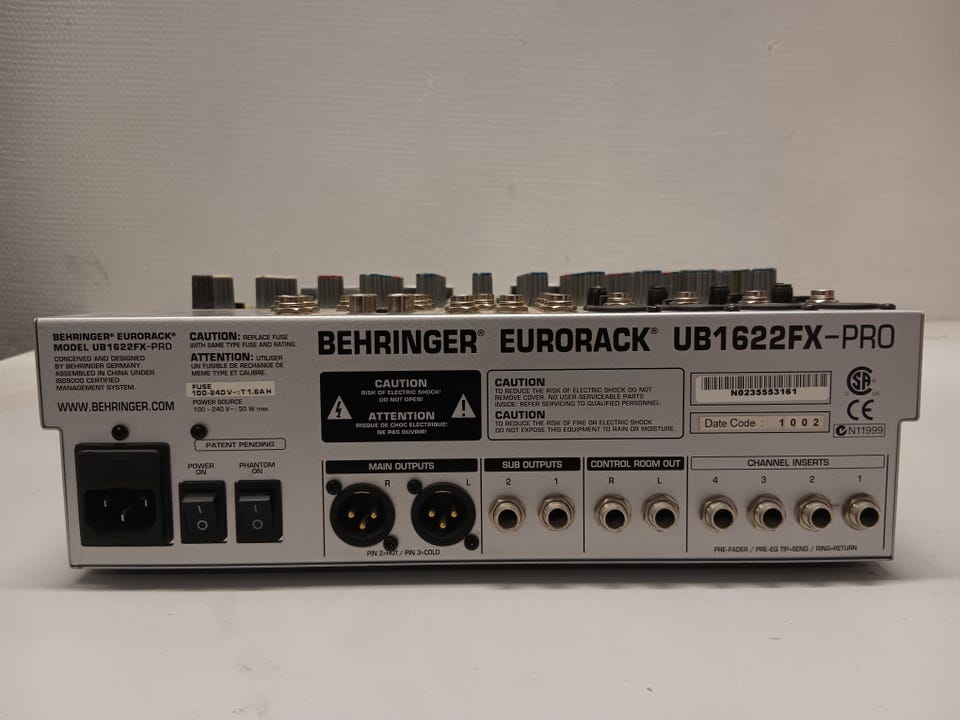 BEHRINGER® EURORACK®
MODEL UB1622FX-PRO
CONCEIVED AND DESIGNED
BY BEHRINGER GERMANY.
ASSEMBLED IN CHINA UNDER
ISO9000 CERTIFIED
MANAGEMENT SYSTEM.
WWW.BEHRINGER.COM
CAUTION: REPLACE FUSE
WITH SAME TYPE FUSE AND RATING.
ATTENTION: UTILISER
UN FUSIBLE DE RECHANGE DE
MEME TYPE ET CALIBRE.
FUSE
100-240V~:T1.6AH
POWER SOURCE
100 - 240 V~: 50 W max.
PATENT PENDING
POWER
ON
PHANTOM
ON
I
O
I
O
BEHRINGER® EURORACK® UB1622FX-PRO
CAUTION
RISK OF ELECTRIC SHOCK!
DO NOT OPEN!
ATTENTION
RISQUE DE CHOC ELECTRIQUE!
NE PAS OUVRIR!
CAUTION
TO REDUCE THE RISK OF ELECTRIC SHOCK DO NOT
REMOVE COVER. NO USER-SERVICEABLE PARTS
INSIDE. REFER SERVICING TO QUALIFIED PERSONNEL.
CAUTION
TO REDUCE THE RISK OF FIRE OR ELECTRIC SHOCK
DO NOT EXPOSE THIS EQUIPMENT TO RAIN OR MOISTURE.
N0235553161
Date Code : 1002
C US
CE
N11999
MAIN OUTPUTS
R L
PIN 2=HOT / PIN 3=COLD
SUB OUTPUTS
2 1
CONTROL ROOM OUT
R L
CHANNEL INSERTS
4 3 2 1
PRE-FADER / PRE-EQ TIP=SEND / RING=RETURN